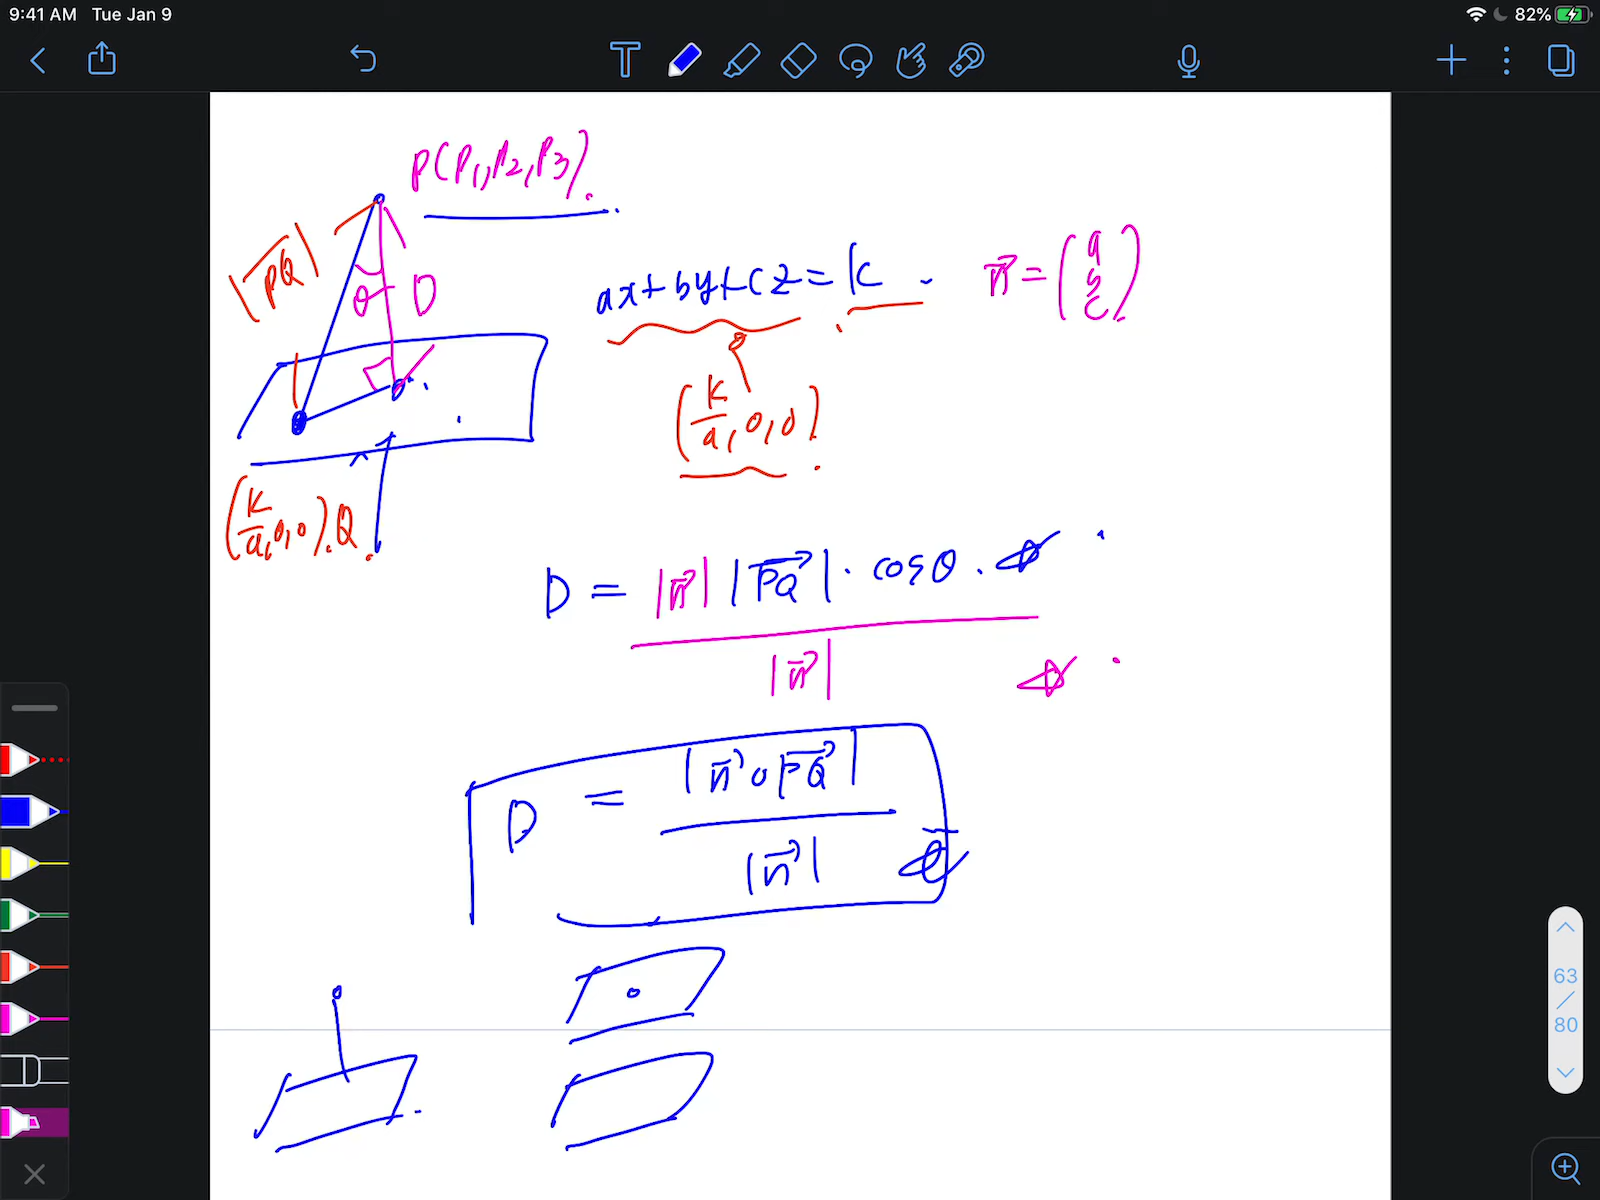 9:41 AM Tue Jan 9
82%
P(P1,P2,P3).
|PQ→|
θ D
ax+by+cz=k
n→=(a b c)
(k/a,0,0)
(k/a,0,0).Q
D = |n→||PQ→|·cosθ.
|n→|
D = |n→∘PQ→|
|n→|
63
/
80